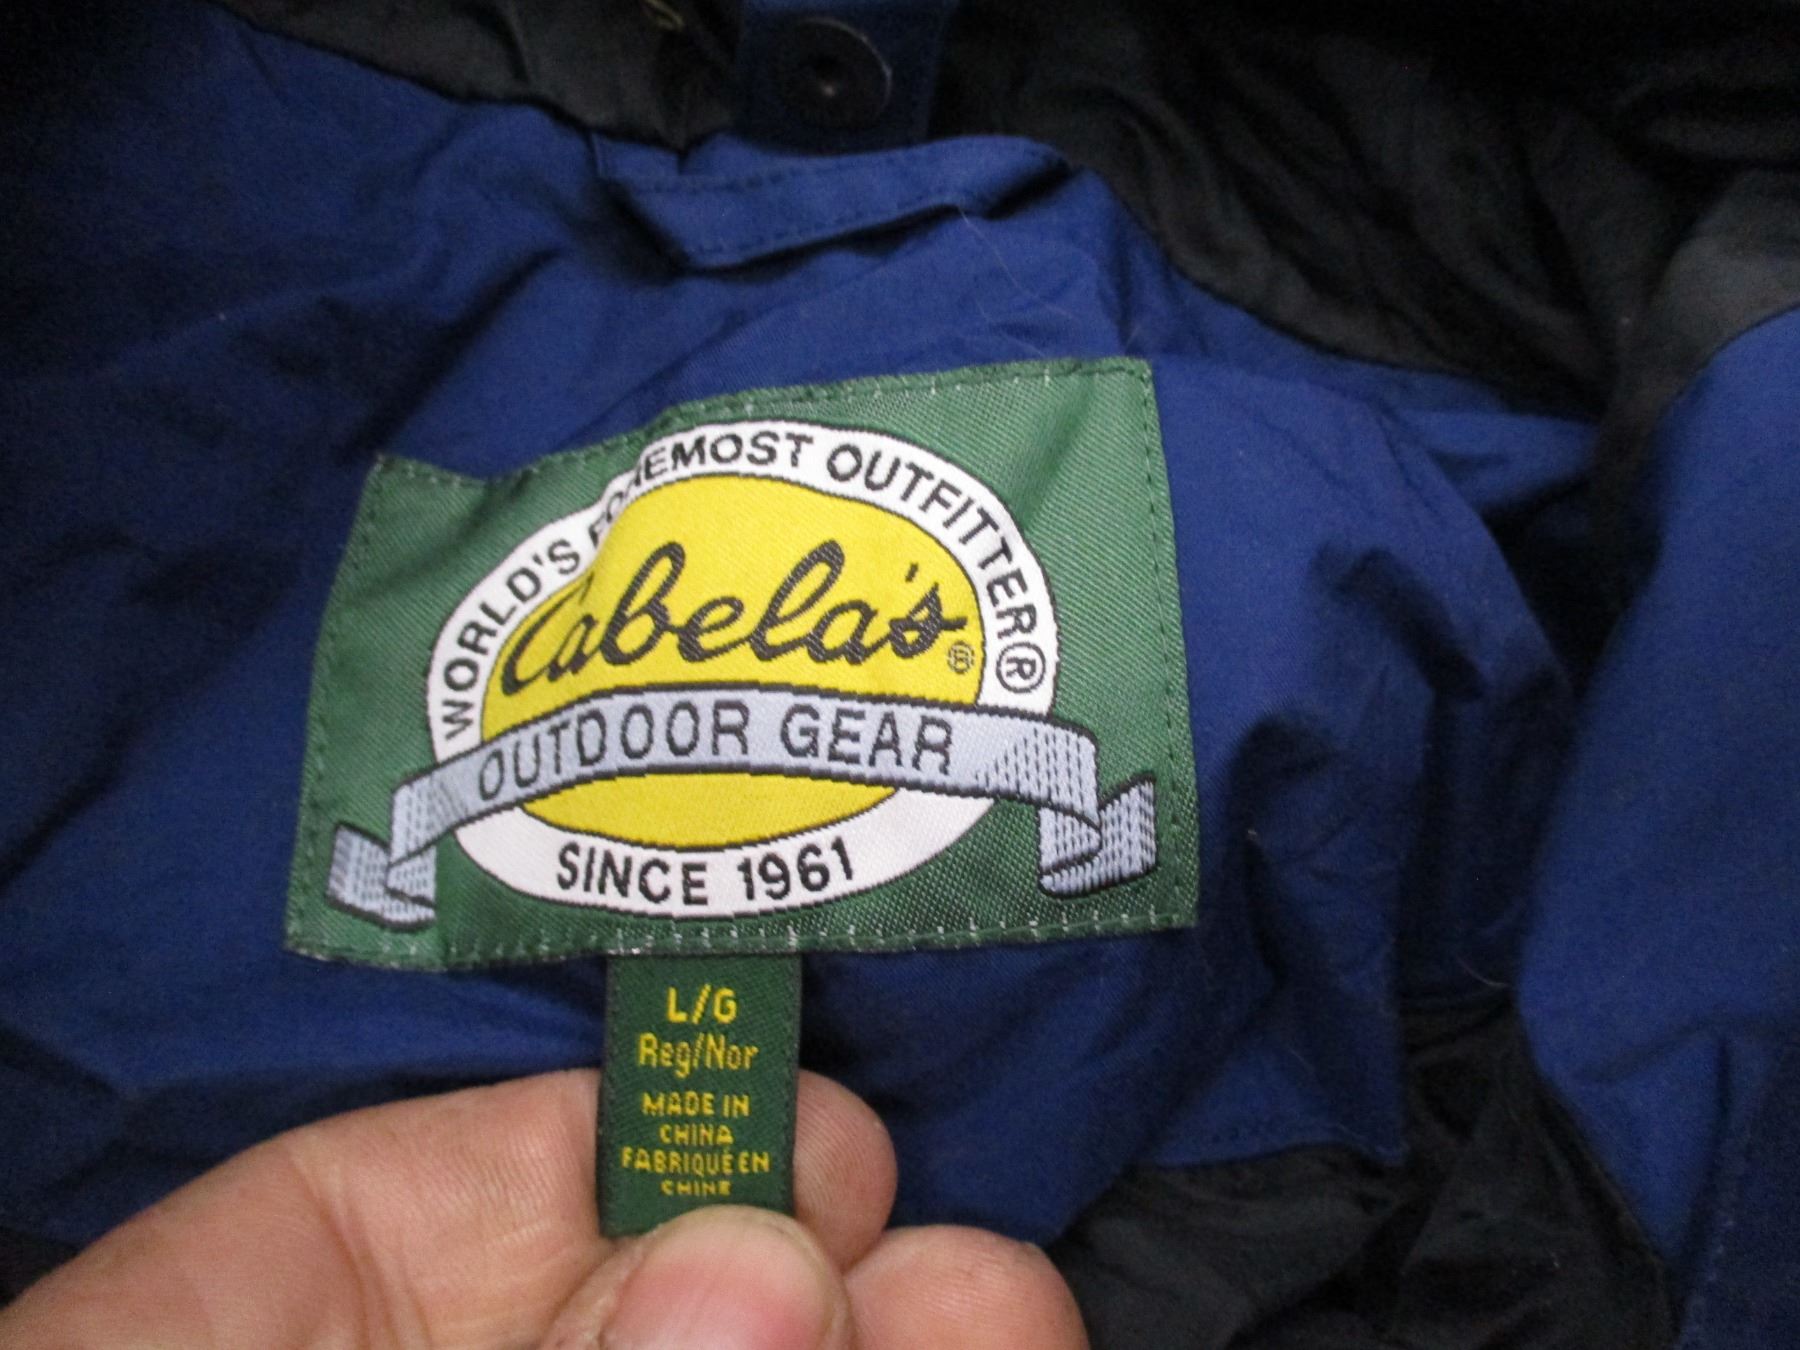 WORLD'S FOREMOST OUTFITTER®
Cabela's®
OUTDOOR GEAR
SINCE 1961
L/G
Reg/Nor
MADE IN
CHINA
FABRIQUÉ EN
CHINE